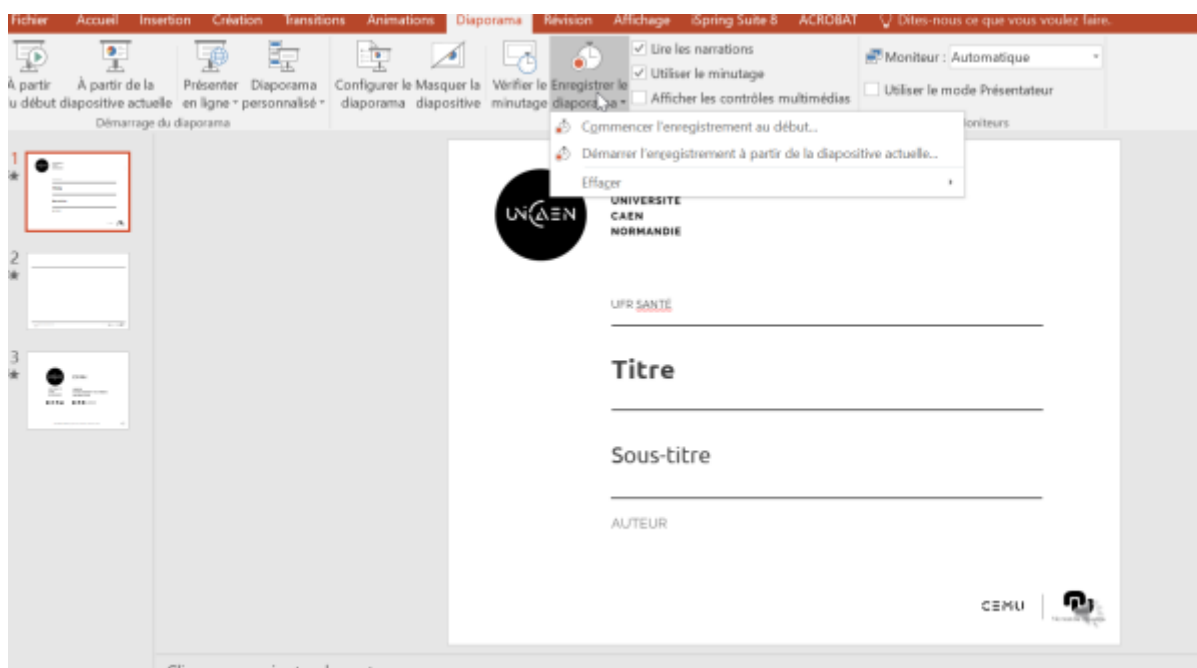 Fichier Accueil Insertion Création Transitions Animations Diaporama Révision Affichage iSpring Suite 8 ACROBAT Dites-nous ce que vous voulez faire.
À partir À partir de la Présenter Diaporama Configurer le Masquer la Vérifier le Enregistrer le
u début diapositive actuelle en ligne personnalisé diaporama diapositive minutage diaporama
Lire les narrations
Utiliser le minutage
Afficher les contrôles multimédias
Moniteur : Automatique
Utiliser le mode Présentateur
Démarrage du diaporama
oniteurs
Commencer l'enregistrement au début...
Démarrer l'enregistrement à partir de la diapositive actuelle...
Effacer
1
2
3
UNICAEN
UNIVERSITÉ
CAEN
NORMANDIE
UFR SANTÉ
Titre
Sous-titre
AUTEUR
CEMU